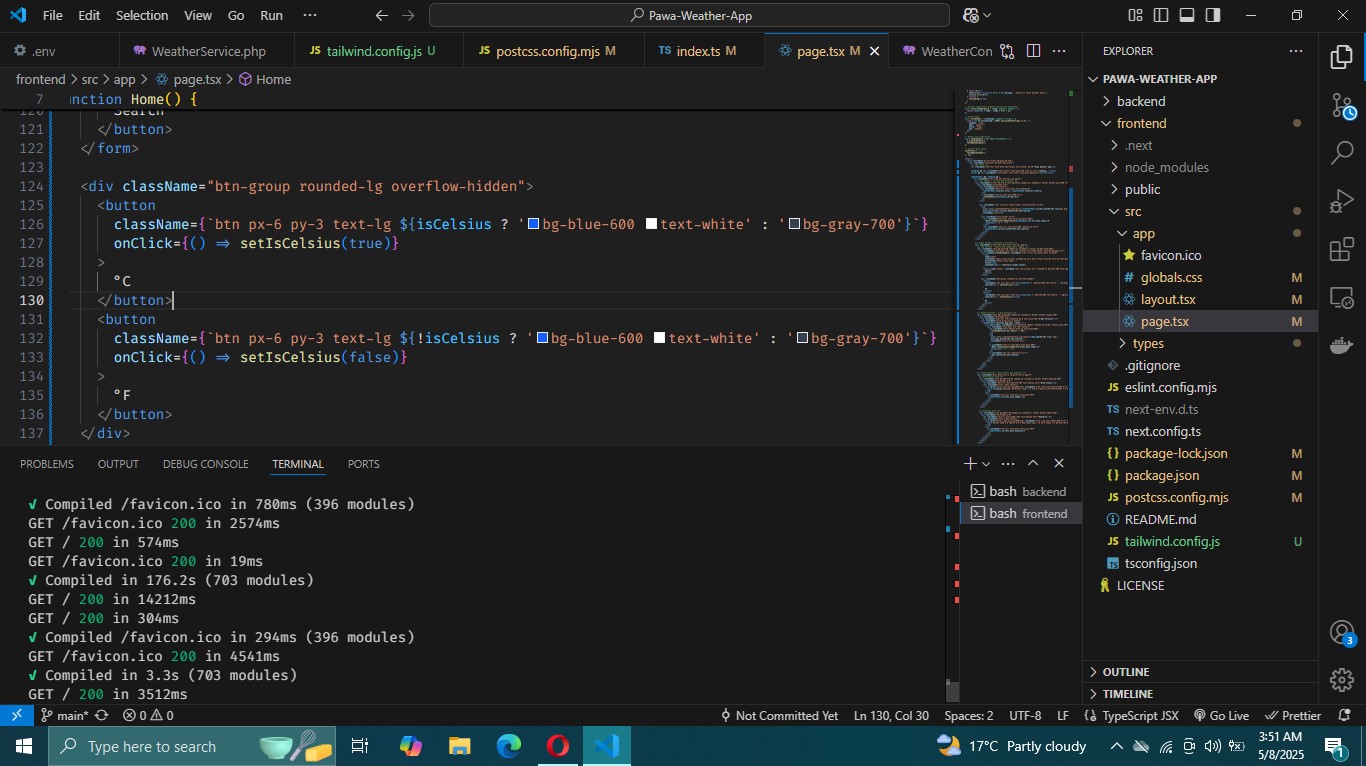 File Edit Selection View Go Run ··· Pawa-Weather-App
.env WeatherService.php JS tailwind.config.js U JS postcss.config.mjs M TS index.ts M page.tsx M WeatherCon ···
EXPLORER ···
frontend > src > app > page.tsx > Home
7 nction Home() {
120 Search
121 </button>
122 </form>
123
124 <div className="btn-group rounded-lg overflow-hidden">
125 <button
126 className={`btn px-6 py-3 text-lg ${isCelsius ? 'bg-blue-600 text-white' : 'bg-gray-700'}`}
127 onClick={() => setIsCelsius(true)}
128 >
129 °C
130 </button>
131 <button
132 className={`btn px-6 py-3 text-lg ${!isCelsius ? 'bg-blue-600 text-white' : 'bg-gray-700'}`}
133 onClick={() => setIsCelsius(false)}
134 >
135 °F
136 </button>
137 </div>
PROBLEMS OUTPUT DEBUG CONSOLE TERMINAL PORTS
√ Compiled /favicon.ico in 780ms (396 modules)
GET /favicon.ico 200 in 2574ms
GET / 200 in 574ms
GET /favicon.ico 200 in 19ms
√ Compiled in 176.2s (703 modules)
GET / 200 in 14212ms
GET / 200 in 304ms
√ Compiled /favicon.ico in 294ms (396 modules)
GET /favicon.ico 200 in 4541ms
√ Compiled in 3.3s (703 modules)
GET / 200 in 3512ms
bash backend
bash frontend
PAWA-WEATHER-APP
backend
frontend
.next
node_modules
public
src
app
favicon.ico
# globals.css M
layout.tsx M
page.tsx M
types
.gitignore
JS eslint.config.mjs
TS next-env.d.ts
TS next.config.ts
{} package-lock.json M
{} package.json M
JS postcss.config.mjs M
README.md
JS tailwind.config.js U
TS tsconfig.json
LICENSE
OUTLINE
TIMELINE
3
main* 0 0 Not Committed Yet Ln 130, Col 30 Spaces: 2 UTF-8 LF {} TypeScript JSX Go Live Prettier
Type here to search 17°C Partly cloudy 3:51 AM
5/8/2025
1